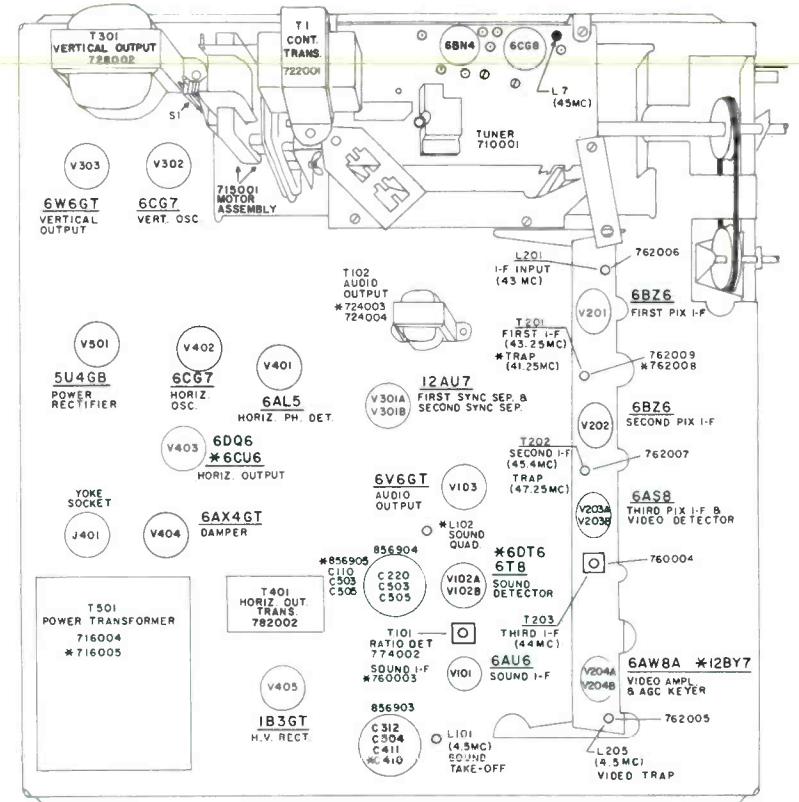 T301
VERTICAL OUTPUT
728002
T1
CONT.
TRANS.
722001
6BN4
6CG8
L7
(45MC)
S1
TUNER
710001
V303
V302
6W6GT
VERTICAL
OUTPUT
6CG7
VERT. OSC.
715001
MOTOR
ASSEMBLY
L201
I-F INPUT
(43 MC)
762006
T102
AUDIO
OUTPUT
*724003
724004
V201
6BZ6
FIRST PIX I-F
T201
FIRST I-F
(43.25MC)
*TRAP
(41.25MC)
762009
*762008
V501
V402
V401
5U4GB
POWER
RECTIFIER
6CG7
HORIZ.
OSC.
6AL5
HORIZ. PH. DET.
V301A
V301B
12AU7
FIRST SYNC SEP. &
SECOND SYNC SEP.
V202
6BZ6
SECOND PIX I-F
V403
6DQ6
*6CU6
HORIZ. OUTPUT
T202
SECOND I-F
(45.4MC)
TRAP
(47.25MC)
762007
6V6GT
AUDIO
OUTPUT
V103
YOKE
SOCKET
J401
V404
6AX4GT
DAMPER
V203A
V203B
6AS8
THIRD PIX I-F &
VIDEO DETECTOR
*L102
SOUND
QUAD.
856904
*856905
C110
C503
C505
C220
C503
C505
V102A
V102B
*6DT6
6T8
SOUND
DETECTOR
760004
T501
POWER TRANSFORMER
716004
*716005
T401
HORIZ. OUT.
TRANS.
782002
T101
RATIO DET
774002
SOUND I-F
*760003
T203
THIRD I-F
(44MC)
V101
6AU6
SOUND I-F
V204A
V204B
6AW8A *12BY7
VIDEO AMPL.
& AGC KEYER
V405
1B3GT
H.V. RECT.
856903
C312
C304
C411
*C410
L101
(4.5MC)
SOUND
TAKE-OFF
762005
L205
(4.5MC)
VIDEO TRAP